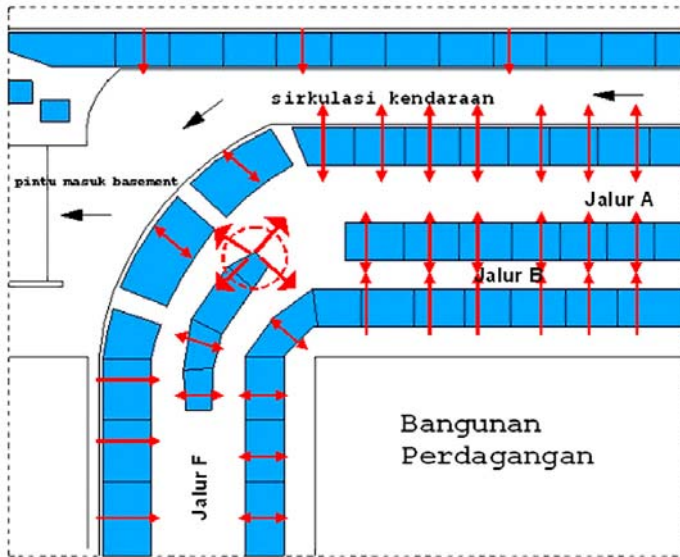 sirkulasi kendaraan
pintu masuk basement
Jalur A
Jalur B
Bangunan
Perdagangan
Jalur F